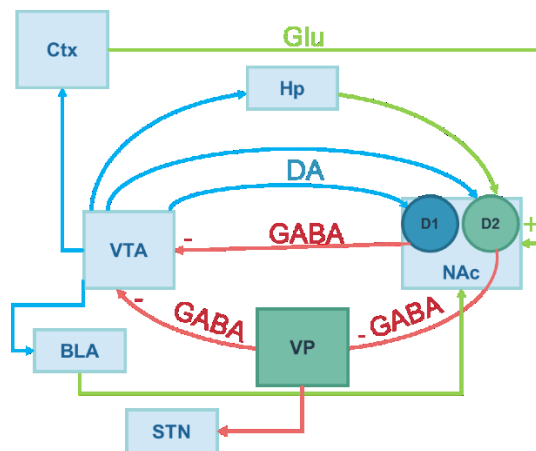 Glu
Ctx
Hp
DA
D1
D2
+
-
GABA
VTA
NAc
-
GABA
-
GABA
VP
BLA
STN